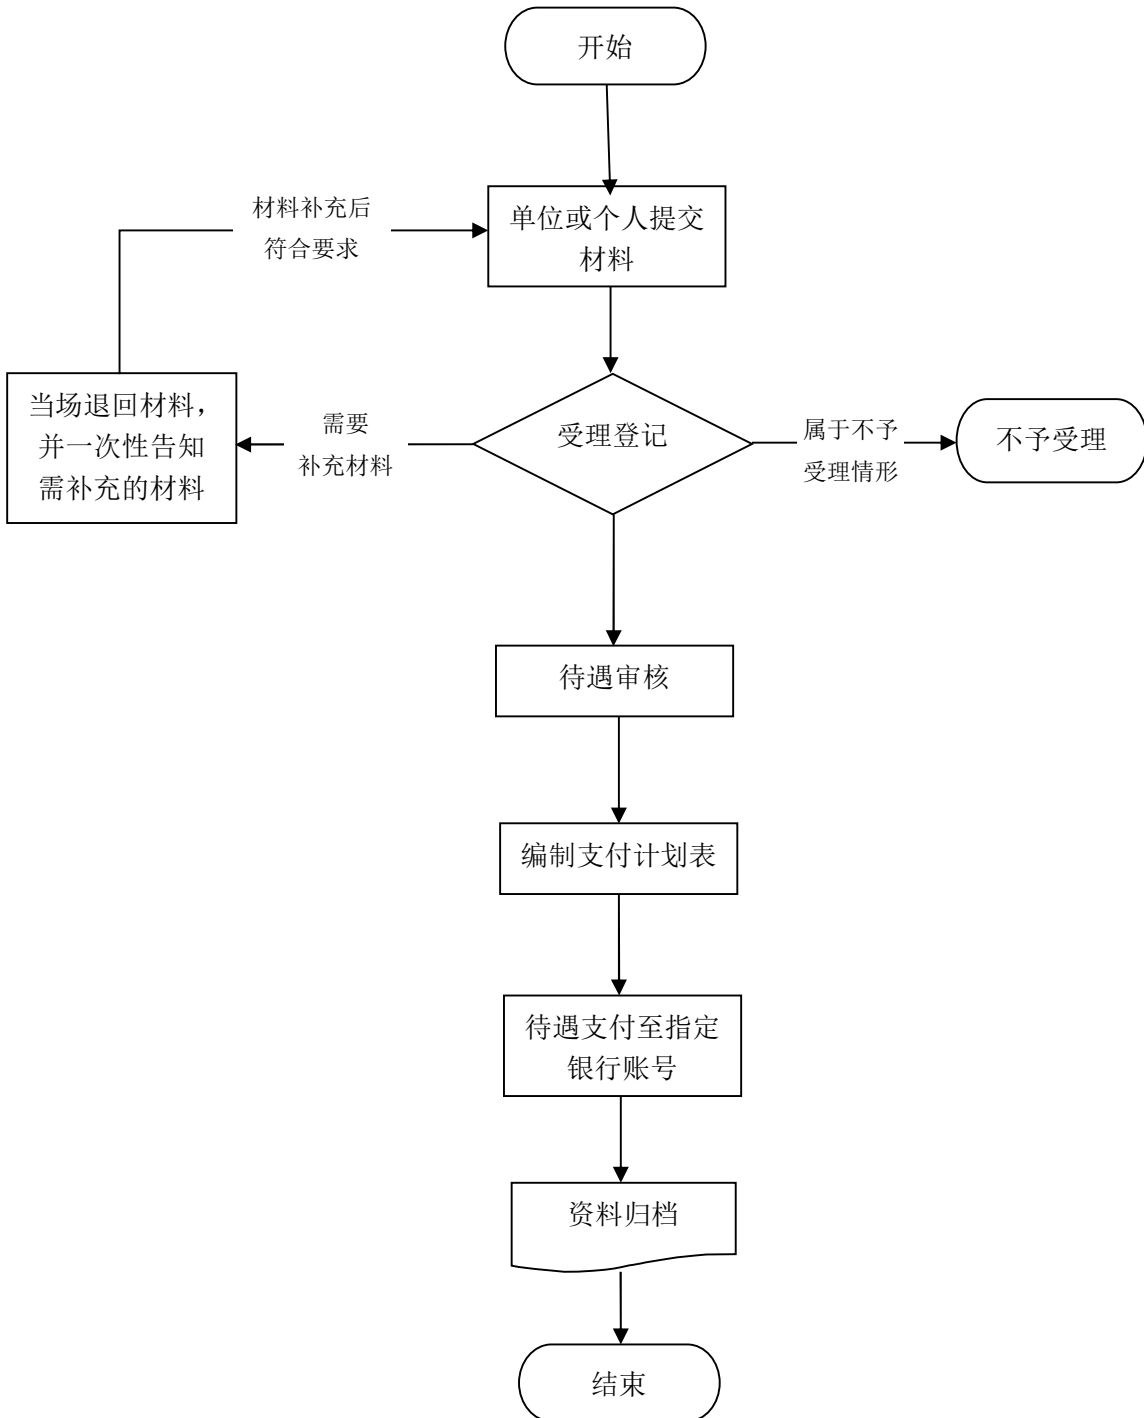 开始
材料补充后
符合要求
单位或个人提交
材料
当场退回材料，
并一次性告知
需补充的材料
需要
补充材料
受理登记
属于不予
受理情形
不予受理
待遇审核
编制支付计划表
待遇支付至指定
银行账号
资料归档
结束